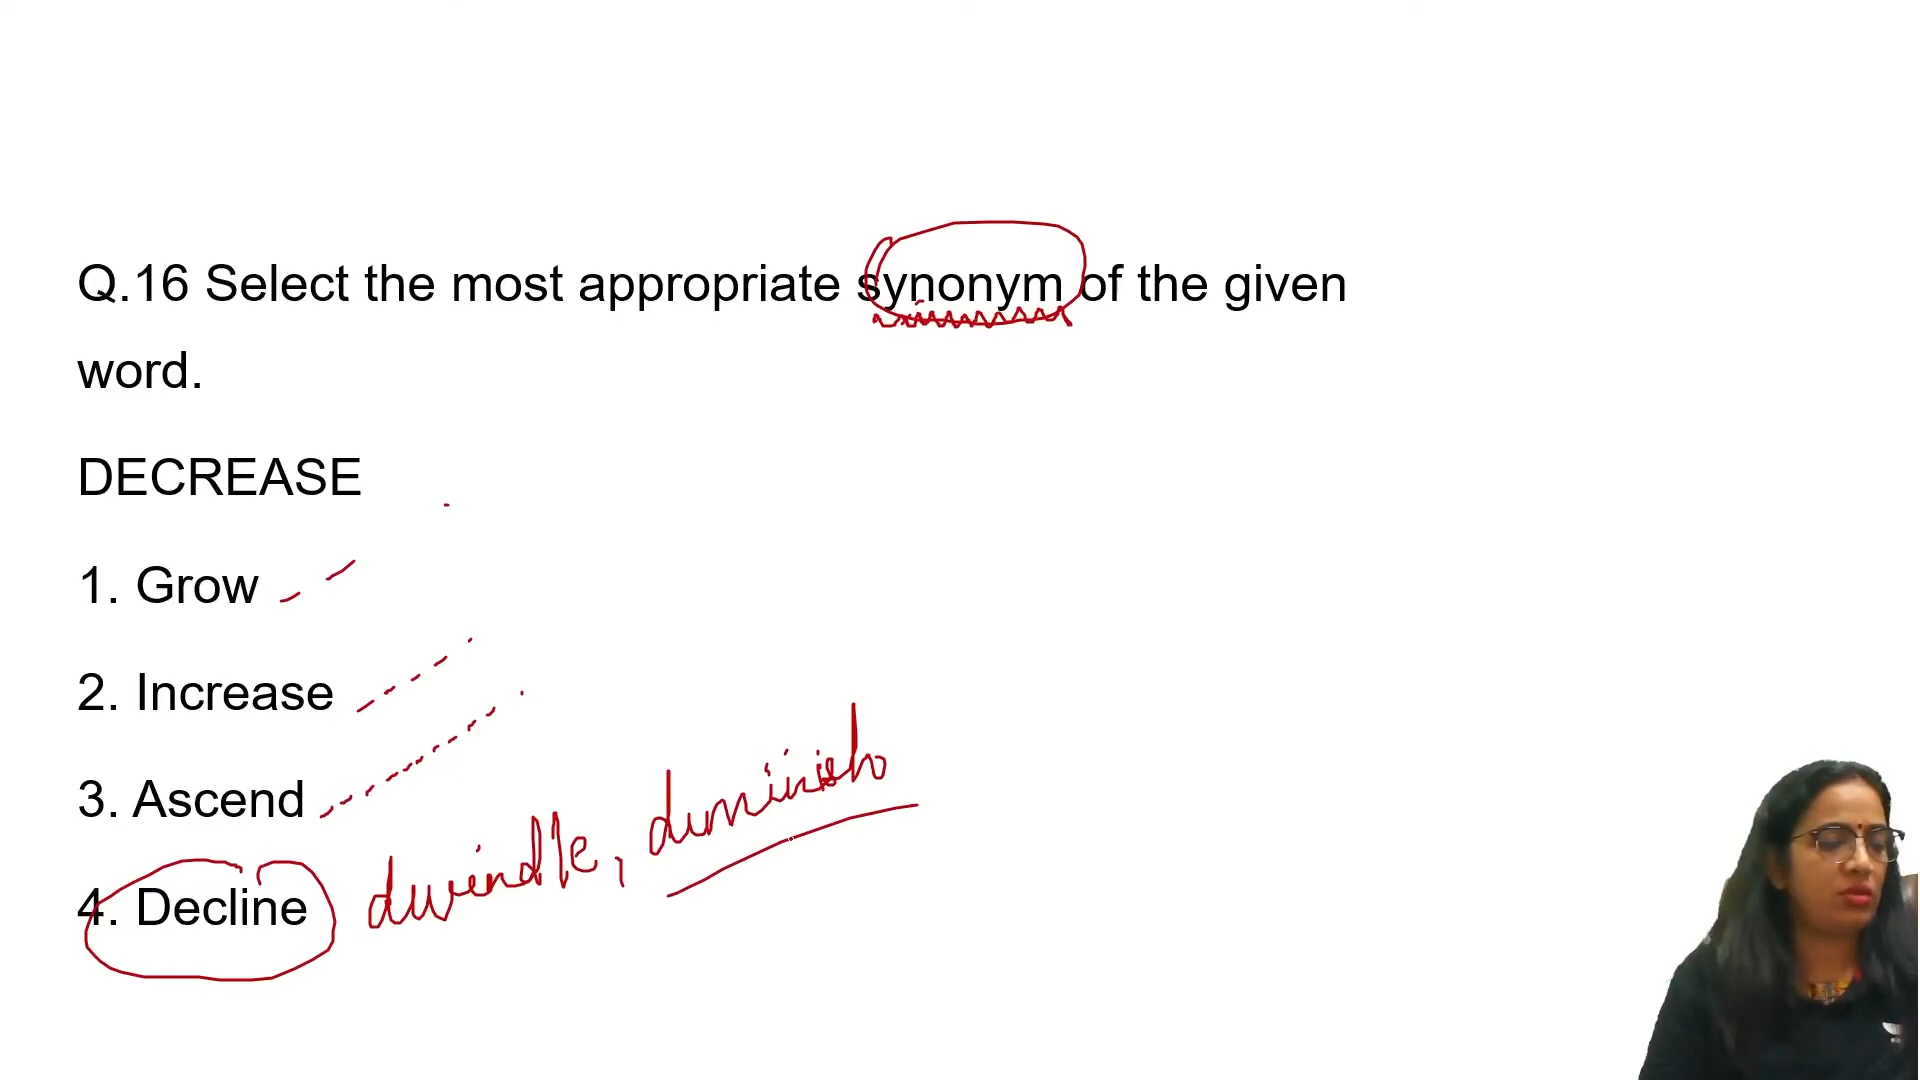 Q.16 Select the most appropriate synonym of the given
word.
DECREASE
1. Grow
2. Increase
3. Ascend
4. Decline
dwindle, diminish